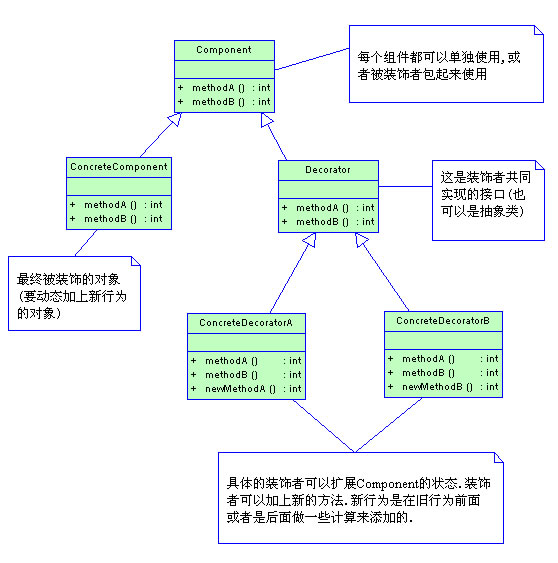 Component
+ methodA () : int
+ methodB () : int
每个组件都可以单独使用,或
者被装饰者包起来使用
ConcreteComponent
+ methodA () : int
+ methodB () : int
Decorator
+ methodA () : int
+ methodB () : int
这是装饰者共同
实现的接口(也
可以是抽象类)
最终被装饰的对象
(要动态加上新行为
的对象)
ConcreteDecoratorA
+ methodA () : int
+ methodB () : int
+ newMethodA () : int
ConcreteDecoratorB
+ methodA () : int
+ methodB () : int
+ newMethodB () : int
具体的装饰者可以扩展Component的状态.装饰
者可以加上新的方法.新行为是在旧行为前面
或者是后面做一些计算来添加的.